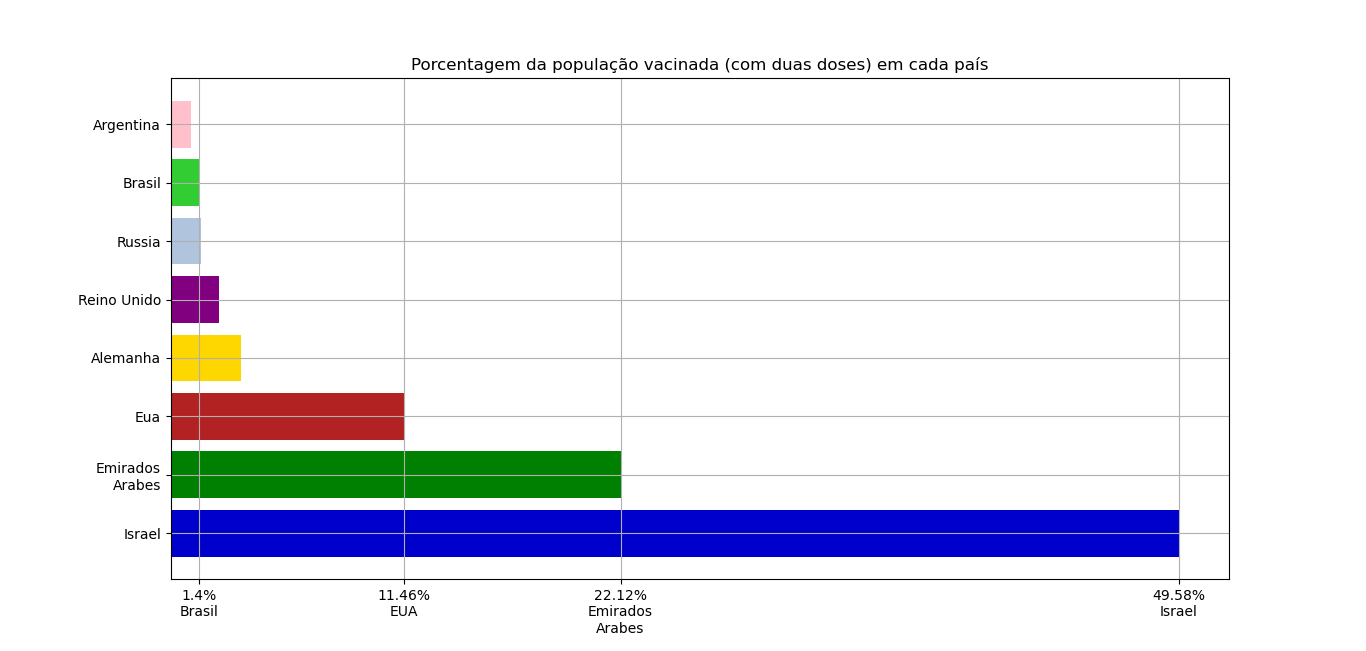 Porcentagem da população vacinada (com duas doses) em cada país
Argentina
Brasil
Russia
Reino Unido
Alemanha
Eua
Emirados
Arabes
Israel
1.4%
Brasil
11.46%
EUA
22.12%
Emirados
Arabes
49.58%
Israel